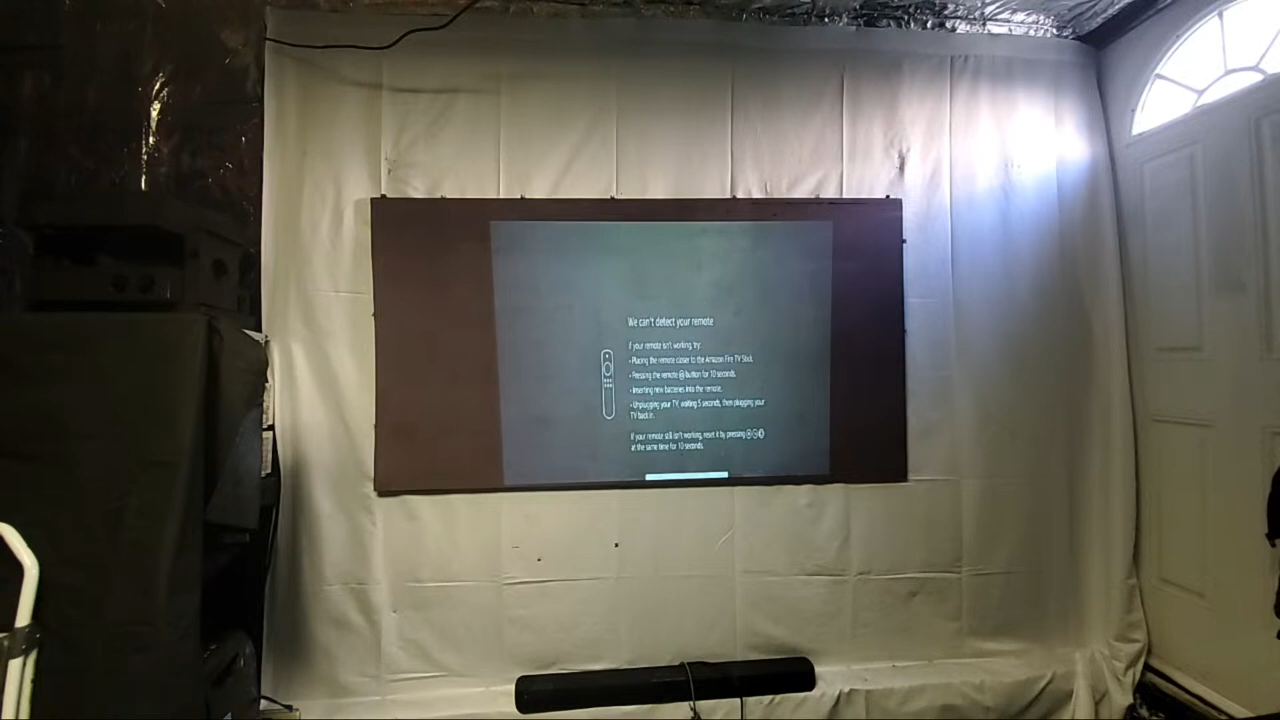 We can't detect your remote
If your remote isn't working, try:
• Placing the remote closer to the Amazon Fire TV Stick.
• Pressing the remote button for 10 seconds.
• Inserting new batteries into the remote.
• Unplugging your TV, waiting 5 seconds, then plugging your
TV back in.
If your remote still isn't working, reset it by pressing
at the same time for 10 seconds.